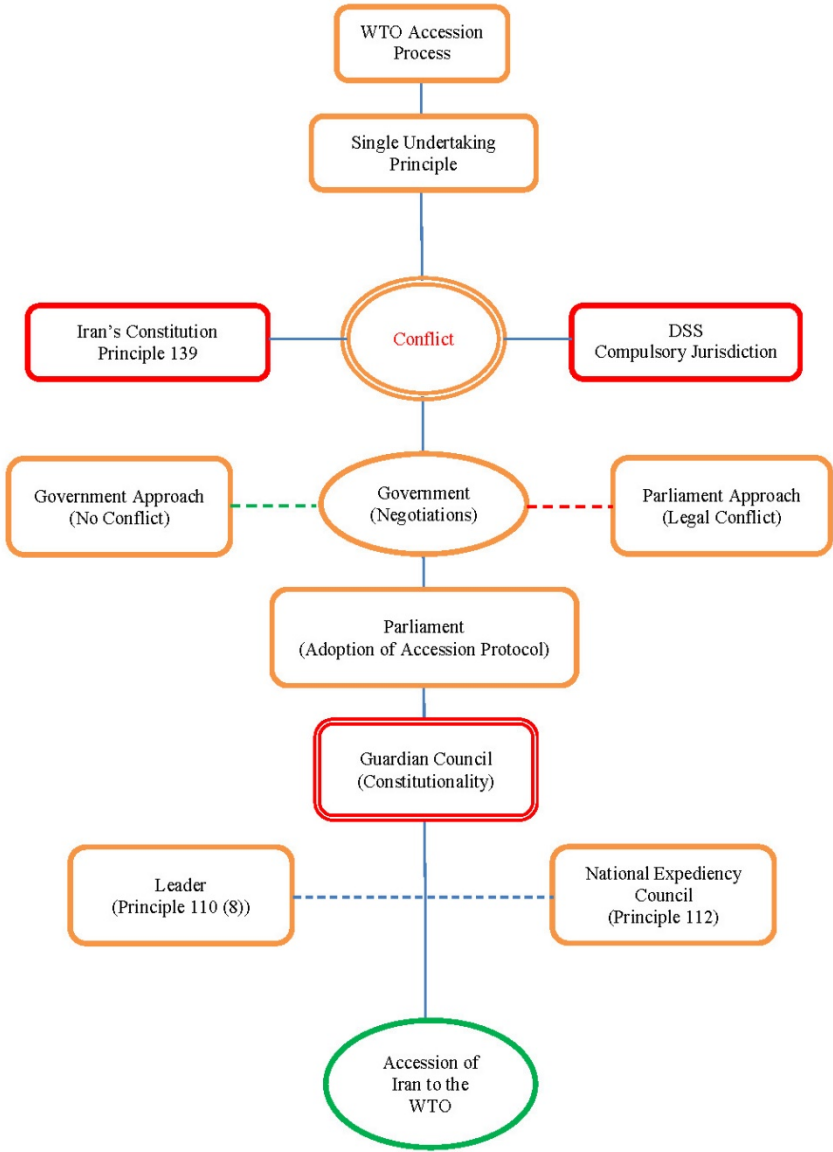 WTO Accession
Process
Single Undertaking
Principle
Iran’s Constitution
Principle 139
Conflict
DSS
Compulsory Jurisdiction
Government Approach
(No Conflict)
Government
(Negotiations)
Parliament Approach
(Legal Conflict)
Parliament
(Adoption of Accession Protocol)
Guardian Council
(Constitutionality)
Leader
(Principle 110 (8))
National Expediency
Council
(Principle 112)
Accession of
Iran to the
WTO